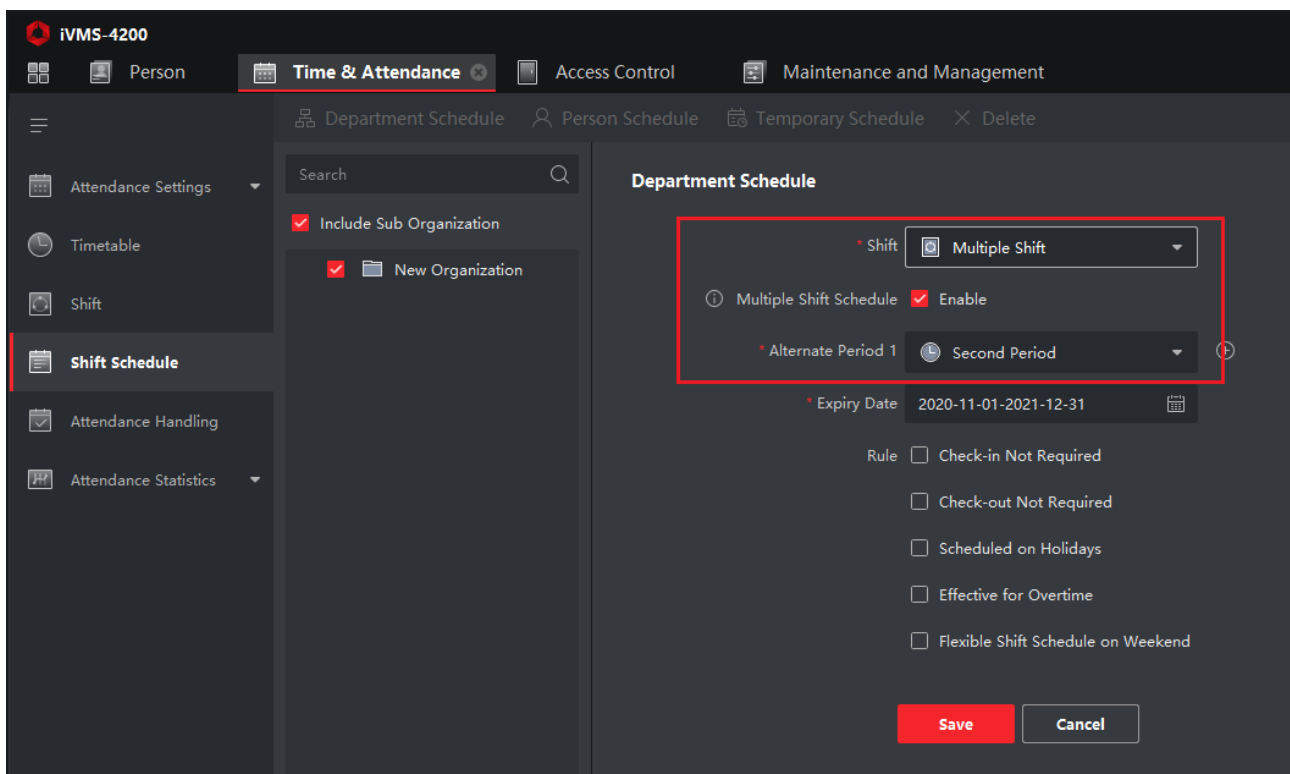 iVMS-4200
Person Time & Attendance Access Control Maintenance and Management
Department Schedule Person Schedule Temporary Schedule Delete
Attendance Settings
Timetable
Shift
Shift Schedule
Attendance Handling
Attendance Statistics
Search
Include Sub Organization
New Organization
Department Schedule
* Shift Multiple Shift
Multiple Shift Schedule Enable
* Alternate Period 1 Second Period
* Expiry Date 2020-11-01-2021-12-31
Rule Check-in Not Required
Check-out Not Required
Scheduled on Holidays
Effective for Overtime
Flexible Shift Schedule on Weekend
Save Cancel